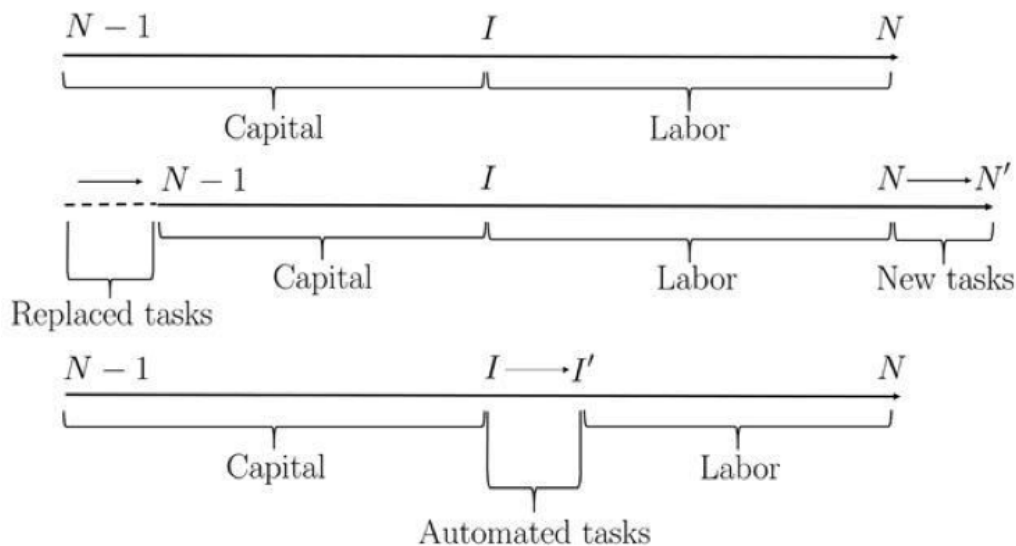 N − 1 I N
Capital Labor
N − 1 I N N′
Capital Labor New tasks
Replaced tasks
N − 1 I I′ N
Capital Labor
Automated tasks